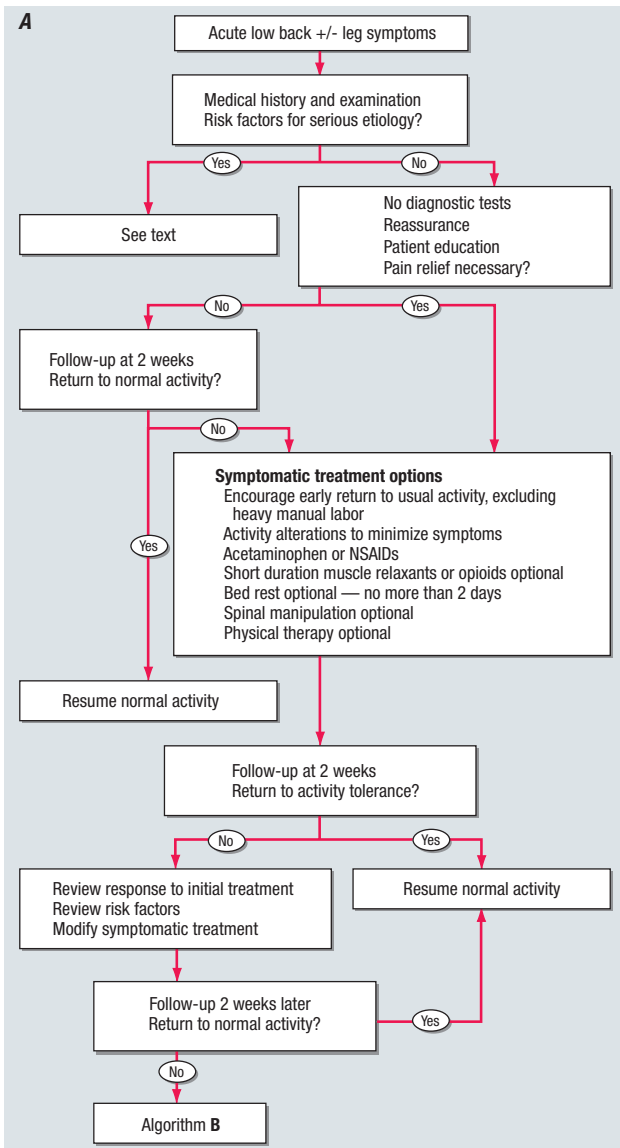 A
Acute low back +/- leg symptoms
Medical history and examination
Risk factors for serious etiology?
Yes
No
See text
No diagnostic tests
Reassurance
Patient education
Pain relief necessary?
No
Yes
Follow-up at 2 weeks
Return to normal activity?
No
Yes
Symptomatic treatment options
Encourage early return to usual activity, excluding
heavy manual labor
Activity alterations to minimize symptoms
Acetaminophen or NSAIDs
Short duration muscle relaxants or opioids optional
Bed rest optional — no more than 2 days
Spinal manipulation optional
Physical therapy optional
Resume normal activity
Follow-up at 2 weeks
Return to activity tolerance?
No
Yes
Review response to initial treatment
Review risk factors
Modify symptomatic treatment
Resume normal activity
Follow-up 2 weeks later
Return to normal activity?
Yes
No
Algorithm B